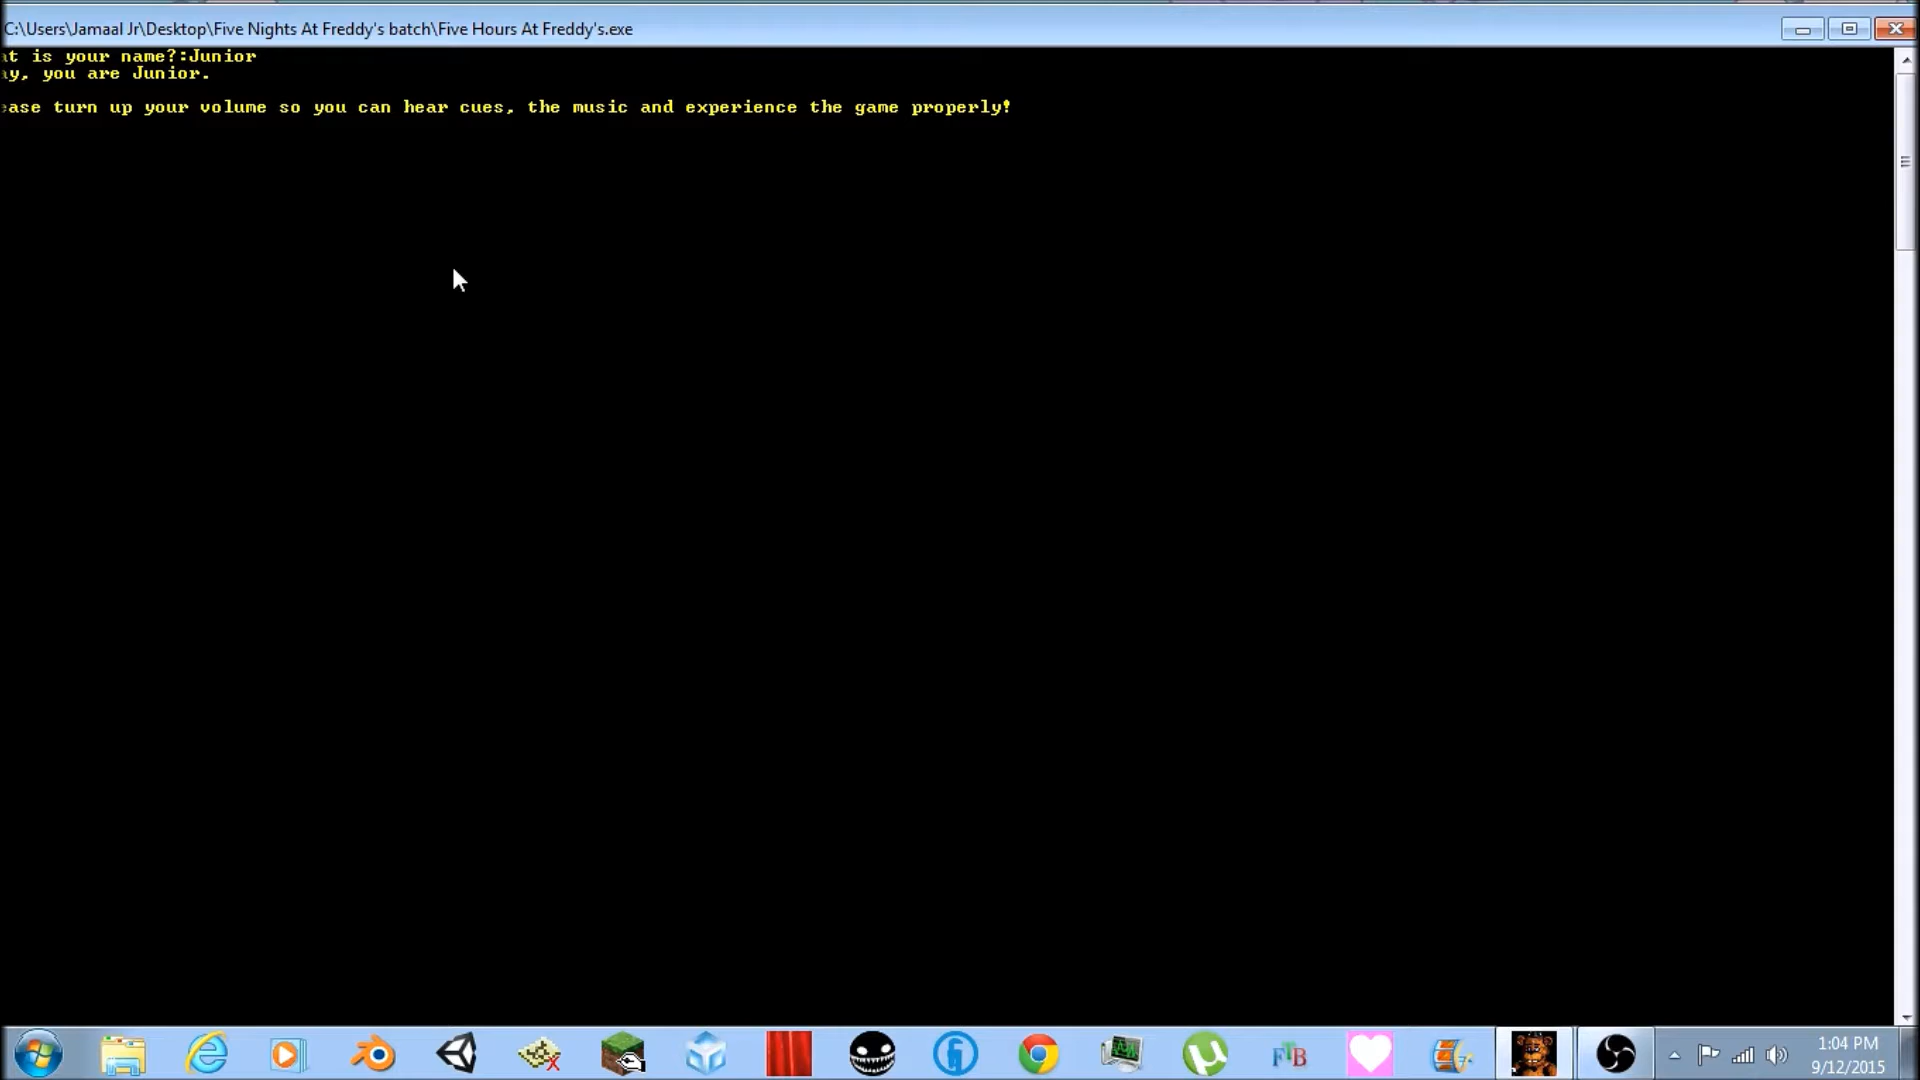 C:\Users\Jamaal Jr\Desktop\Five Nights At Freddy's batch\Five Hours At Freddy's.exe
at is your name?:Junior
ay, you are Junior.
ease turn up your volume so you can hear cues, the music and experience the game properly!
FTB
1:04 PM
9/12/2015